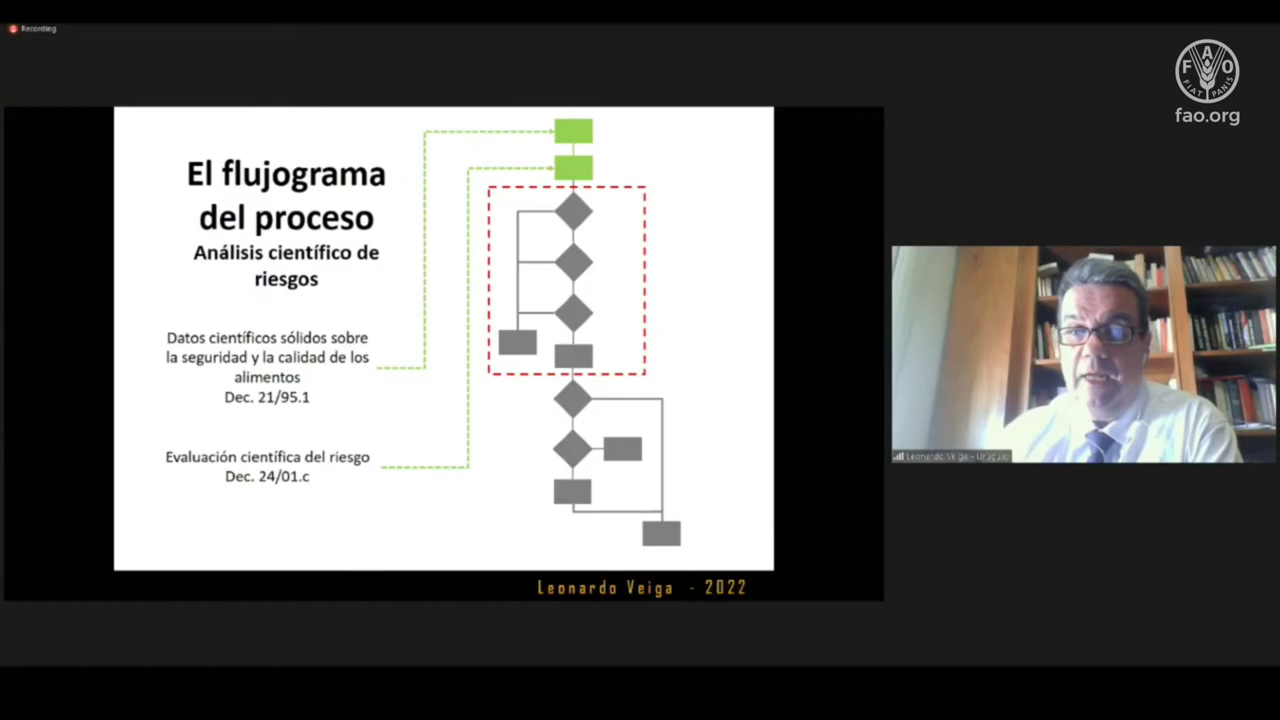 Recording
FAO
FIAT PANIS
fao.org
El flujograma
del proceso
Análisis científico de
riesgos
Datos científicos sólidos sobre
la seguridad y la calidad de los
alimentos
Dec. 21/95.1
Evaluación científica del riesgo
Dec. 24/01.c
Leonardo Veiga - Uruguay
Leonardo Veiga - 2022